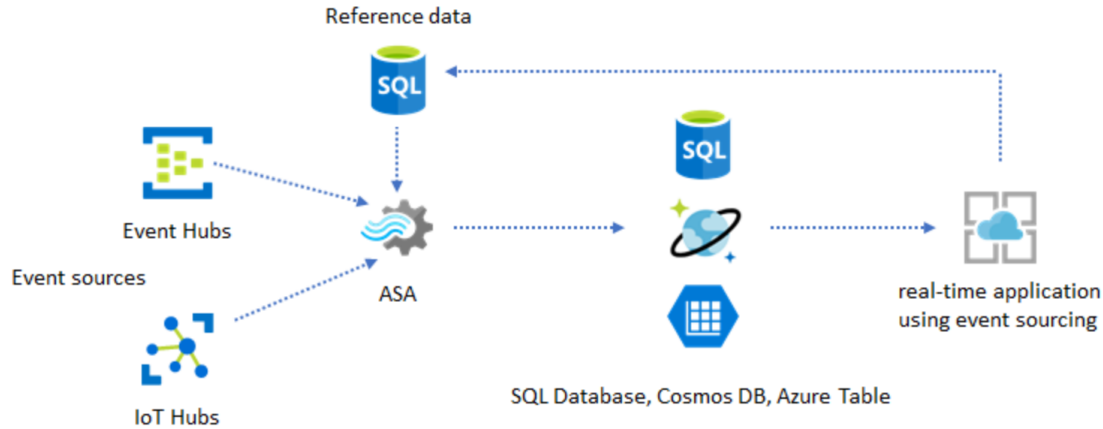 Reference data
SQL
SQL
Event Hubs
Event sources
ASA
real-time application
using event sourcing
SQL Database, Cosmos DB, Azure Table
IoT Hubs